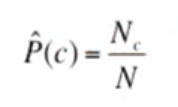 P̂(c) = N_c / N